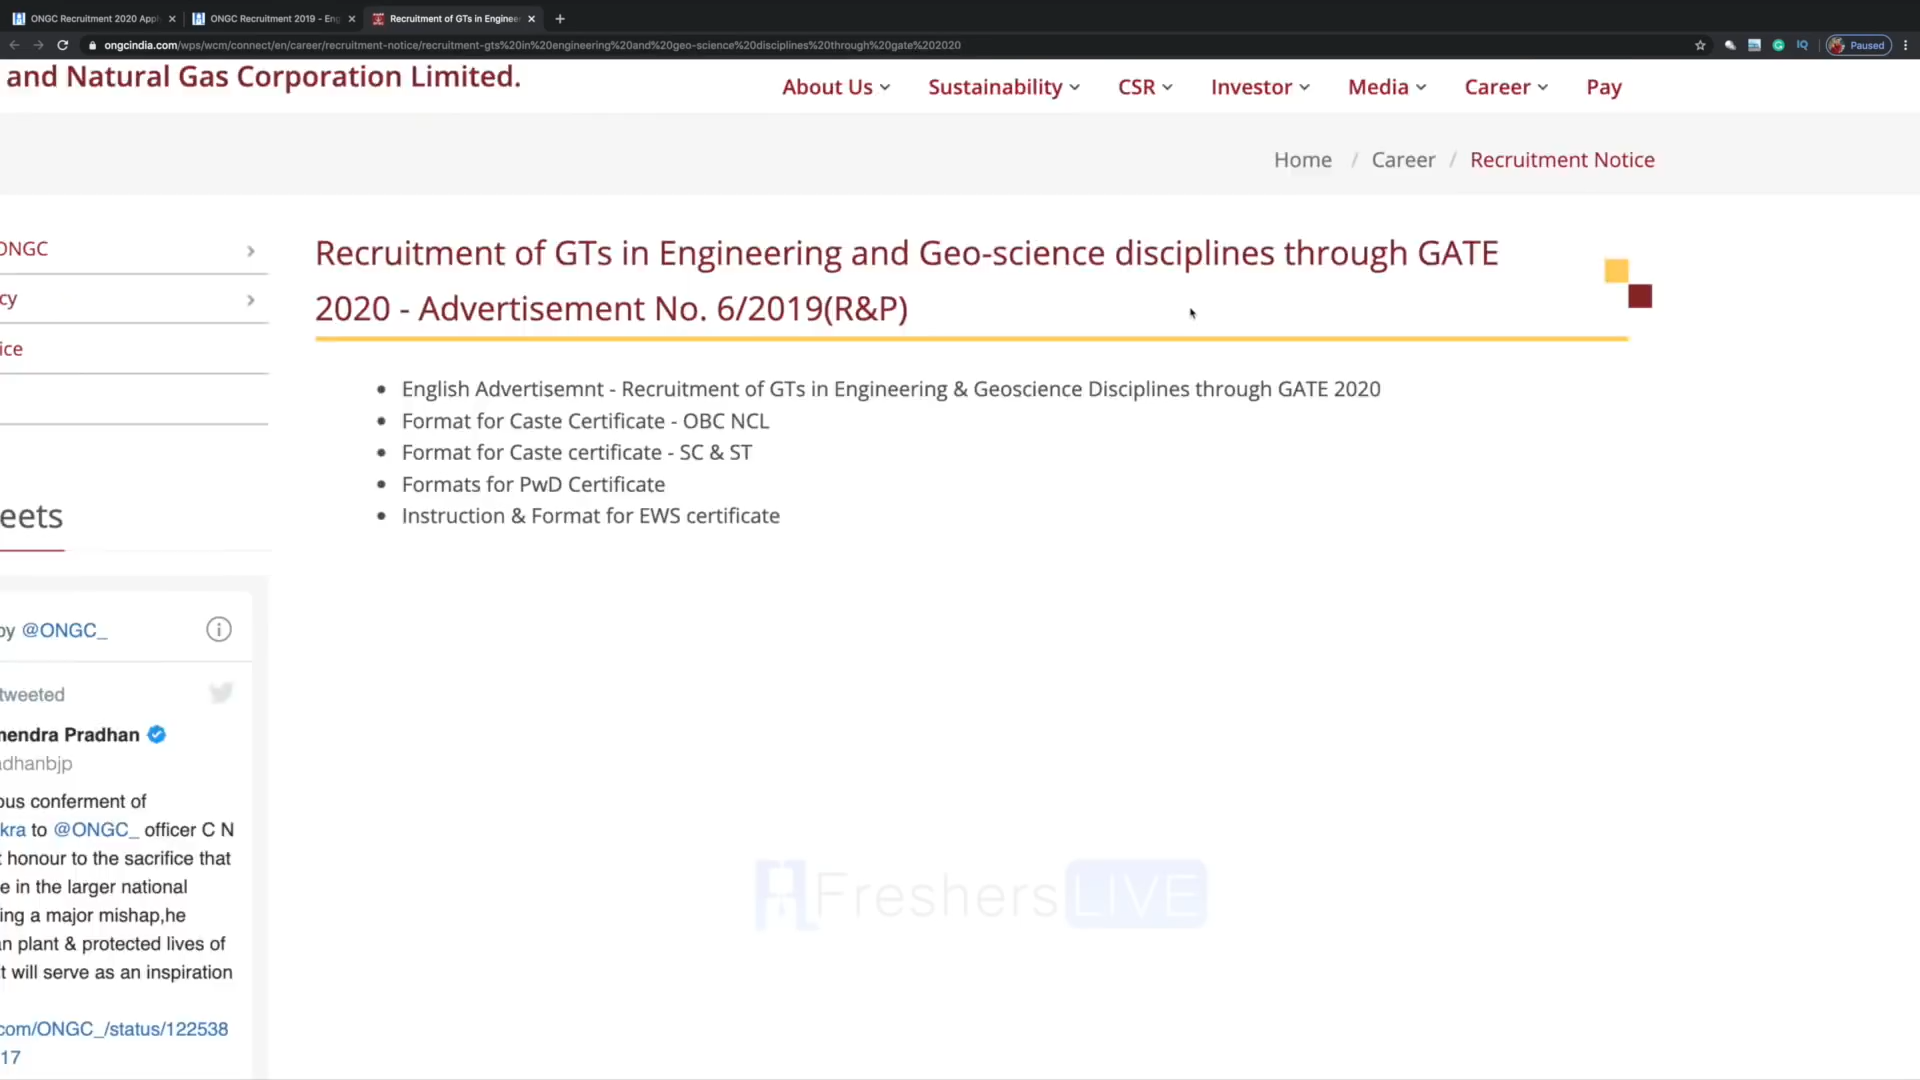 ONGC Recruitment 2020 Appl
ONGC Recruitment 2019 - Eng
Recruitment of GTs in Enginee
ongcindia.com/wps/wcm/connect/en/career/recruitment-notice/recruitment-gts%20in%20engineering%20and%20geo-science%20disciplines%20through%20gate%202020
IQ
Paused
and Natural Gas Corporation Limited.
About Us
Sustainability
CSR
Investor
Media
Career
Pay
Home / Career / Recruitment Notice
ONGC
cy
ice
Recruitment of GTs in Engineering and Geo-science disciplines through GATE
2020 - Advertisement No. 6/2019(R&P)
• English Advertisemnt - Recruitment of GTs in Engineering & Geoscience Disciplines through GATE 2020
• Format for Caste Certificate - OBC NCL
• Format for Caste certificate - SC & ST
• Formats for PwD Certificate
• Instruction & Format for EWS certificate
eets
by @ONGC_
tweeted
mendra Pradhan
adhanbjp
ous conferment of
kra to @ONGC_ officer C N
t honour to the sacrifice that
e in the larger national
ing a major mishap,he
an plant & protected lives of
t will serve as an inspiration
com/ONGC_/status/122538
17
FreshersLIVE